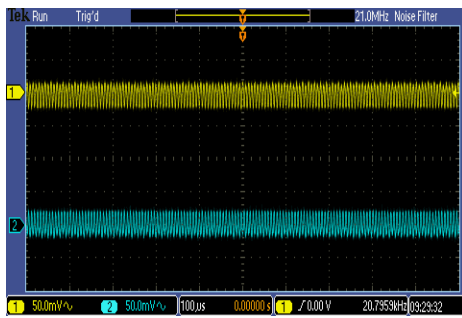 Tek Run Trig'd 21.0MHz Noise Filter
1
2
1 50.0mV∿ 2 50.0mV∿ 100µs 0.00000 s 1 ∫ 0.00 V 20.7959kHz 09:29:32